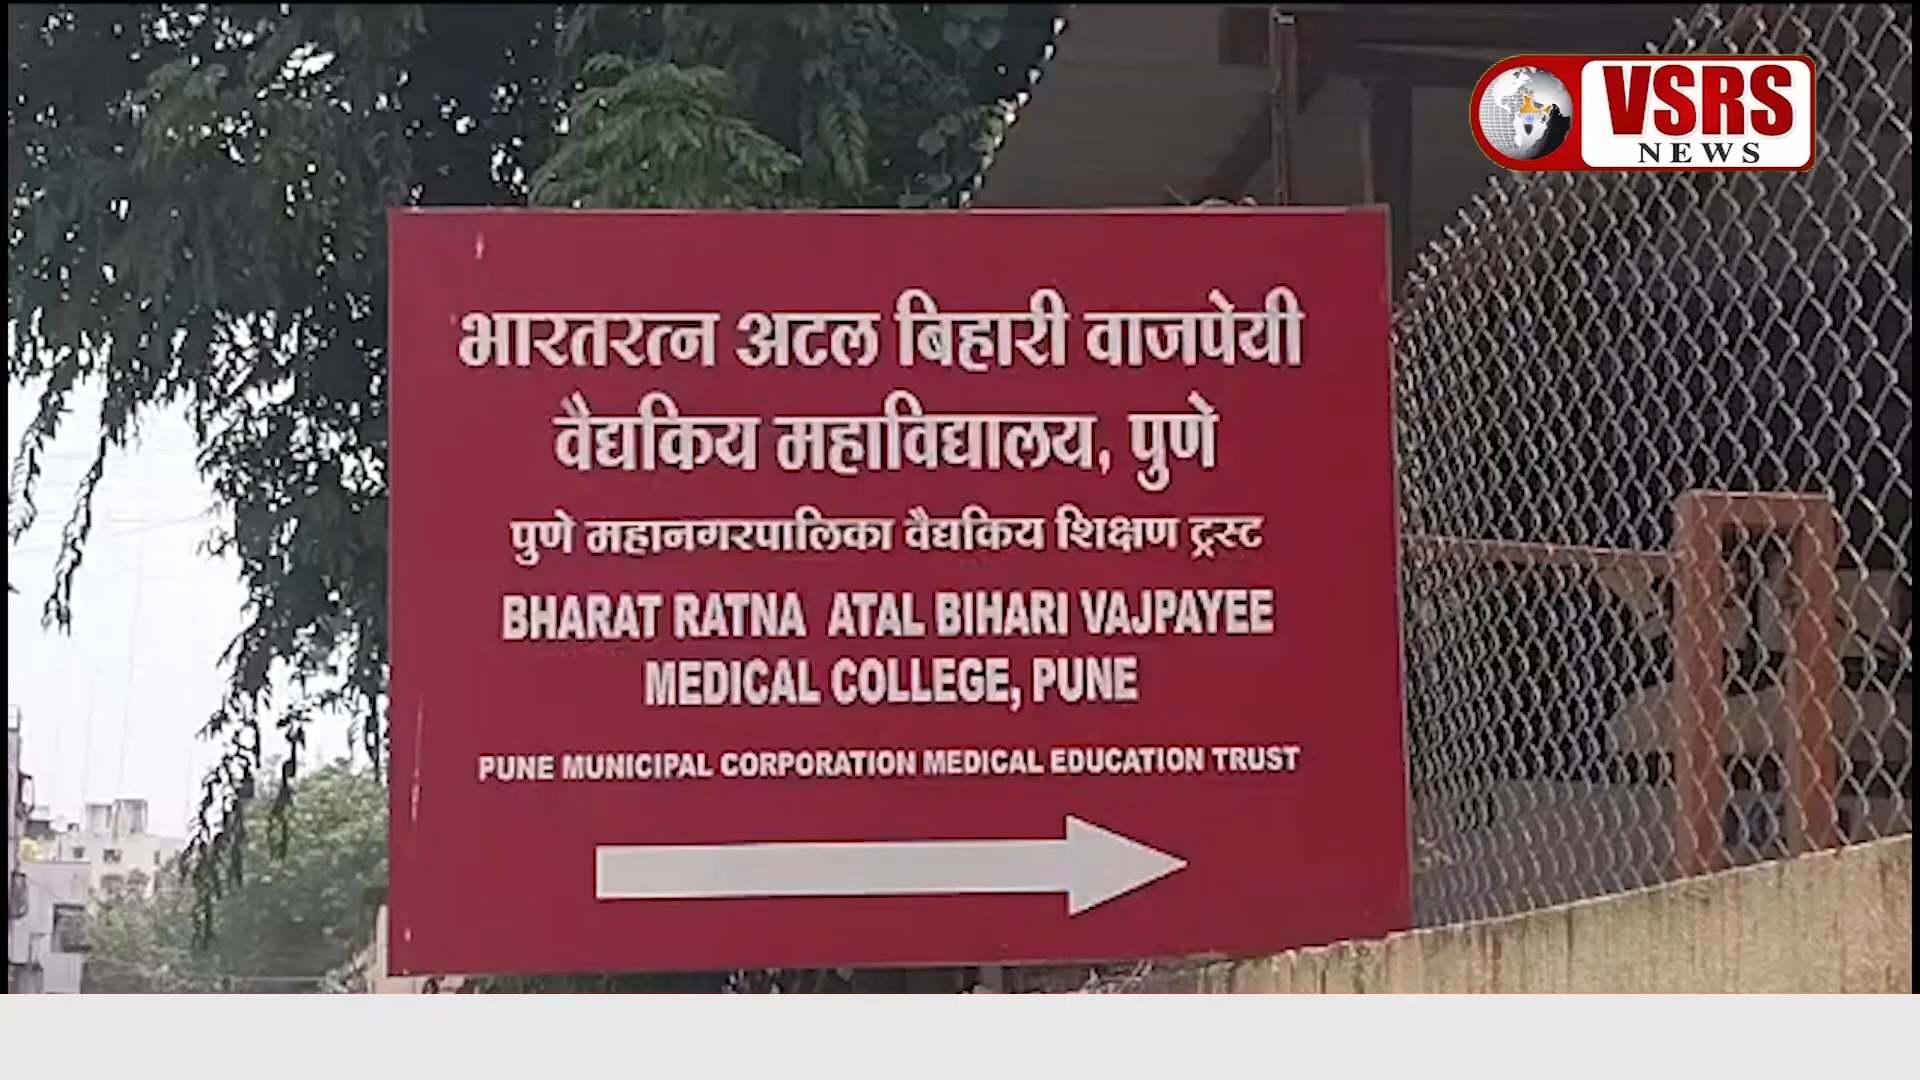 VSRS
NEWS
भारतरत्न अटल बिहारी वाजपेयी
वैद्यकिय महाविद्यालय, पुणे
पुणे महानगरपालिका वैद्यकिय शिक्षण ट्रस्ट
BHARAT RATNA ATAL BIHARI VAJPAYEE
MEDICAL COLLEGE, PUNE
PUNE MUNICIPAL CORPORATION MEDICAL EDUCATION TRUST